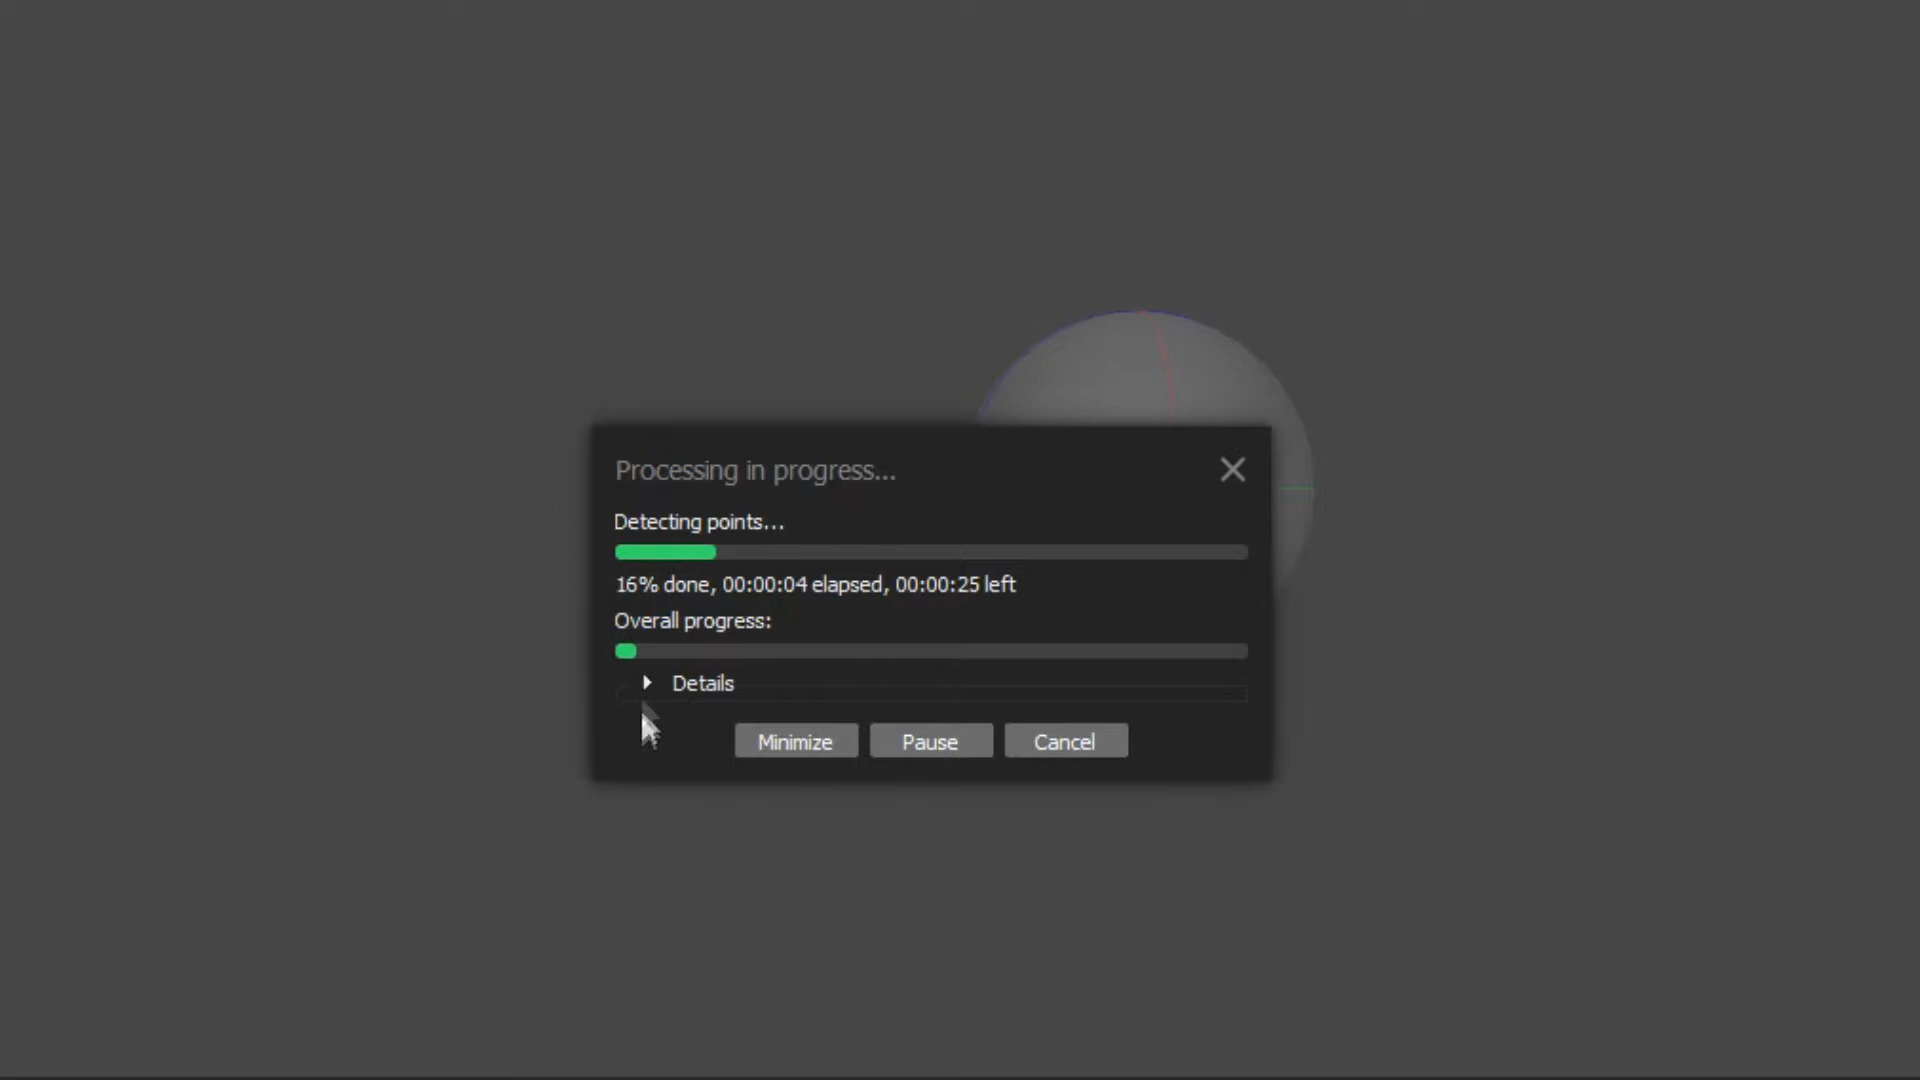 Processing in progress...
Detecting points...
16% done, 00:00:04 elapsed, 00:00:25 left
Overall progress:
Details
Minimize Pause Cancel